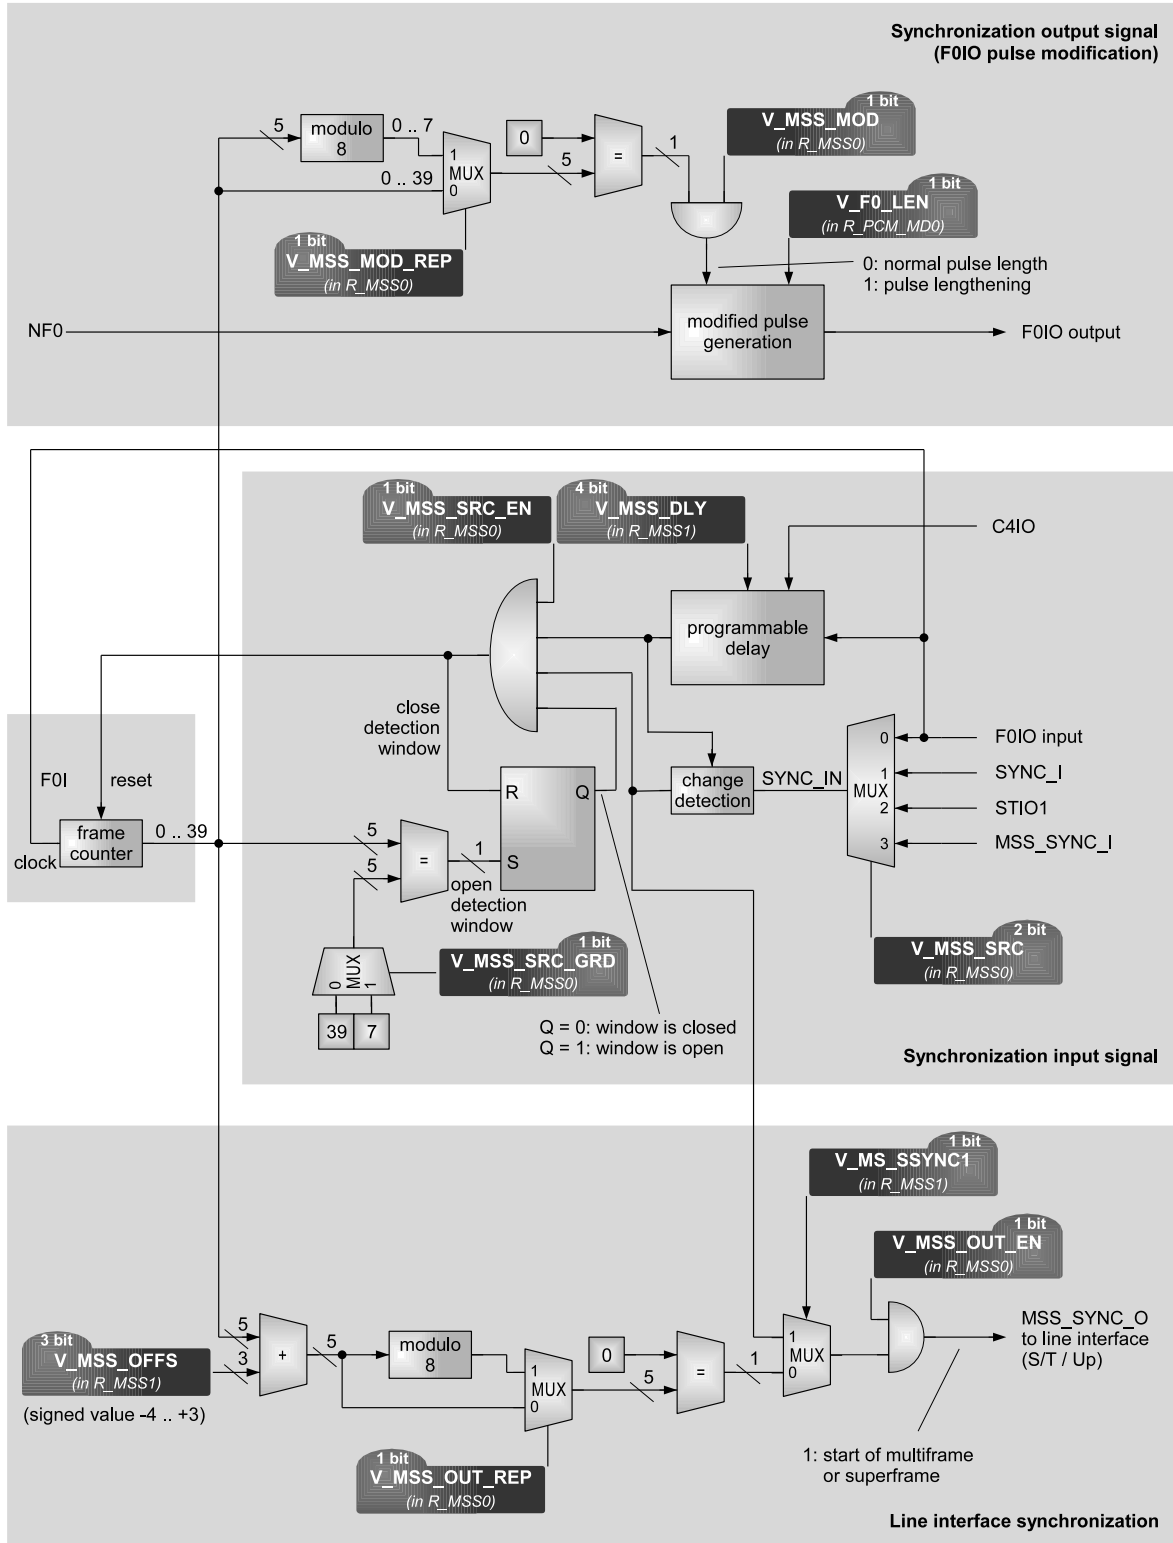 Synchronization output signal
(F0IO pulse modification)
1 bit
V_MSS_MOD
(in R_MSS0)
5
modulo
8
0 .. 7
0 .. 39
1
MUX
0
0
5
=
1
1 bit
V_F0_LEN
(in R_PCM_MD0)
1 bit
V_MSS_MOD_REP
(in R_MSS0)
0: normal pulse length
1: pulse lengthening
NF0
modified pulse
generation
F0IO output
1 bit
V_MSS_SRC_EN
(in R_MSS0)
4 bit
V_MSS_DLY
(in R_MSS1)
C4IO
programmable
delay
close
detection
window
F0I
reset
frame
counter
clock
0 .. 39
R
Q
S
change
detection
SYNC_IN
0
1
MUX
2
3
F0IO input
SYNC_I
STIO1
MSS_SYNC_I
5
5
=
1
open
detection
window
2 bit
V_MSS_SRC
(in R_MSS0)
1 bit
V_MSS_SRC_GRD
(in R_MSS0)
0
MUX
1
39
7
Q = 0: window is closed
Q = 1: window is open
Synchronization input signal
1 bit
V_MS_SSYNC1
(in R_MSS1)
1 bit
V_MSS_OUT_EN
(in R_MSS0)
3 bit
V_MSS_OFFS
(in R_MSS1)
(signed value -4 .. +3)
5
3
+
5
modulo
8
1
MUX
0
0
5
=
1
1
MUX
0
MSS_SYNC_O
to line interface
(S/T / Up)
1 bit
V_MSS_OUT_REP
(in R_MSS0)
1: start of multiframe
or superframe
Line interface synchronization